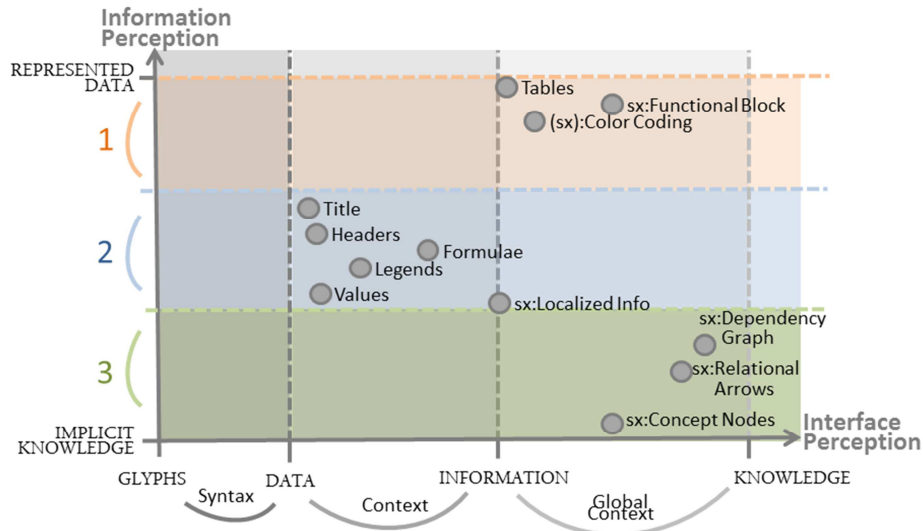 Information
Perception
REPRESENTED
DATA
Tables
sx:Functional Block
(sx):Color Coding
1
Title
Headers
Formulae
2
Legends
Values
sx:Localized Info
sx:Dependency
Graph
3
sx:Relational
Arrows
sx:Concept Nodes
IMPLICIT
KNOWLEDGE
Interface
Perception
GLYPHS
DATA
INFORMATION
KNOWLEDGE
Syntax
Context
Global
Context